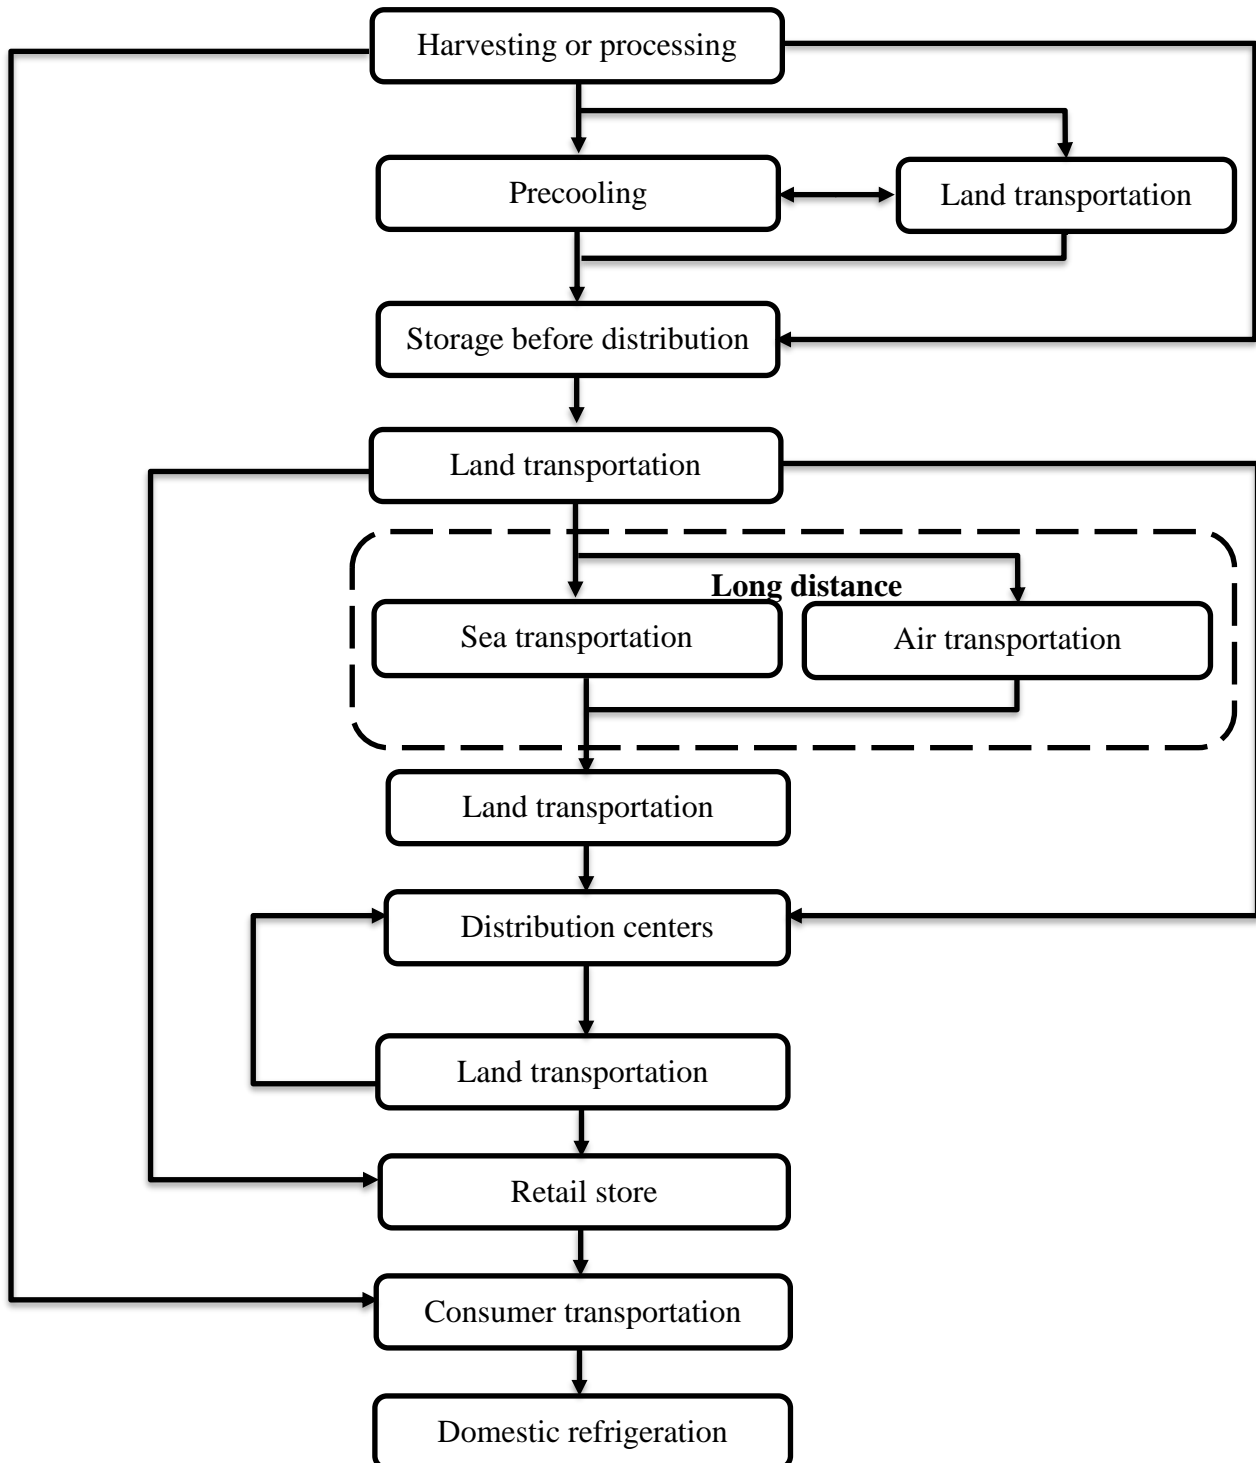 Harvesting or processing
Precooling
Land transportation
Storage before distribution
Land transportation
Long distance
Sea transportation
Air transportation
Land transportation
Distribution centers
Land transportation
Retail store
Consumer transportation
Domestic refrigeration